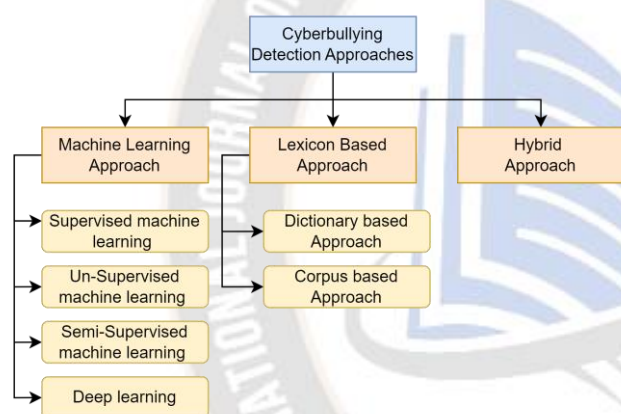 Cyberbullying
Detection Approaches
Machine Learning
Approach
Lexicon Based
Approach
Hybrid
Approach
Supervised machine
learning
Un-Supervised
machine learning
Semi-Supervised
machine learning
Deep learning
Dictionary based
Approach
Corpus based
Approach